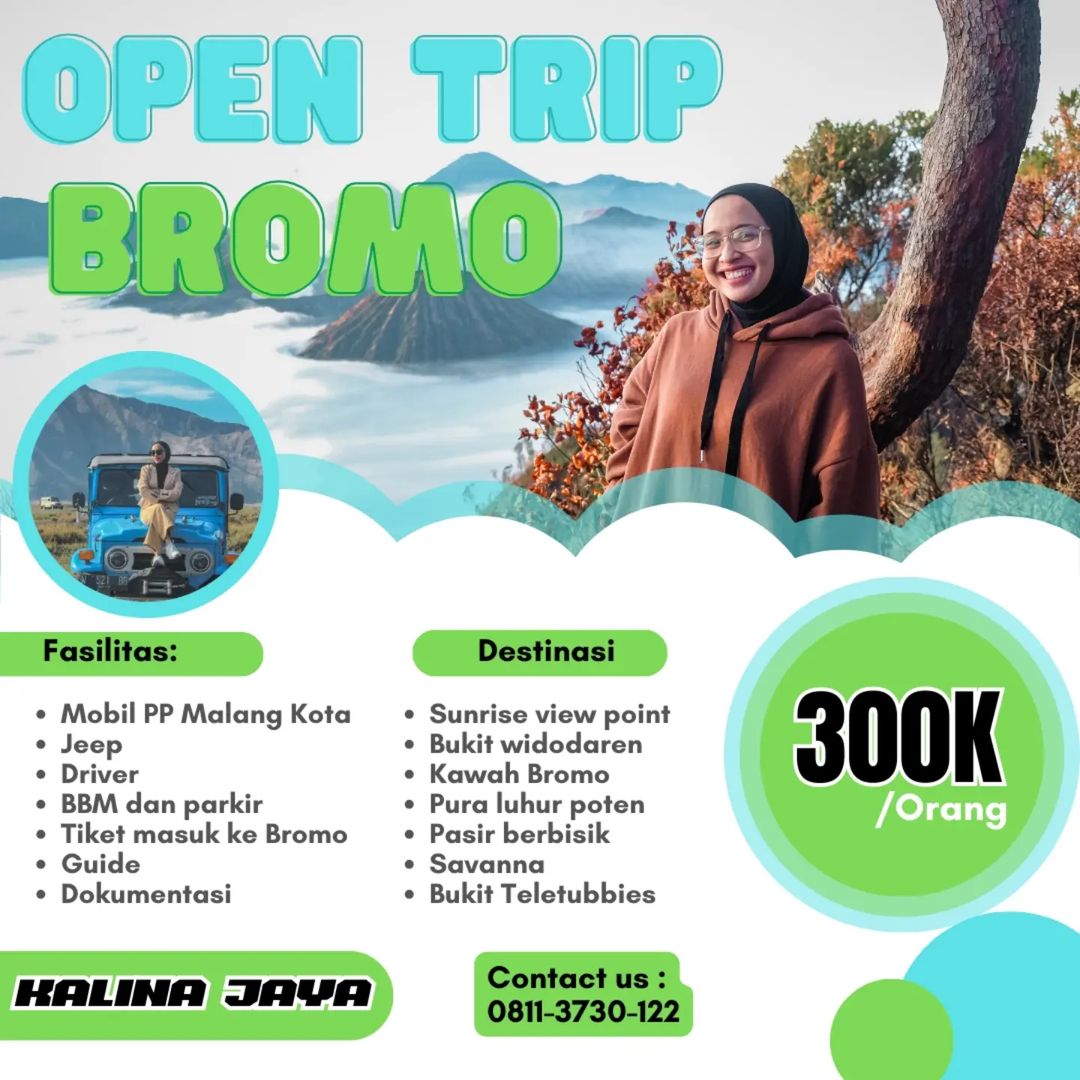 OPEN TRIP
BROMO
Fasilitas:
• Mobil PP Malang Kota
• Jeep
• Driver
• BBM dan parkir
• Tiket masuk ke Bromo
• Guide
• Dokumentasi
Destinasi
• Sunrise view point
• Bukit widodaren
• Kawah Bromo
• Pura luhur poten
• Pasir berbisik
• Savanna
• Bukit Teletubbies
300K
/Orang
KALINA JAYA
Contact us :
0811-3730-122